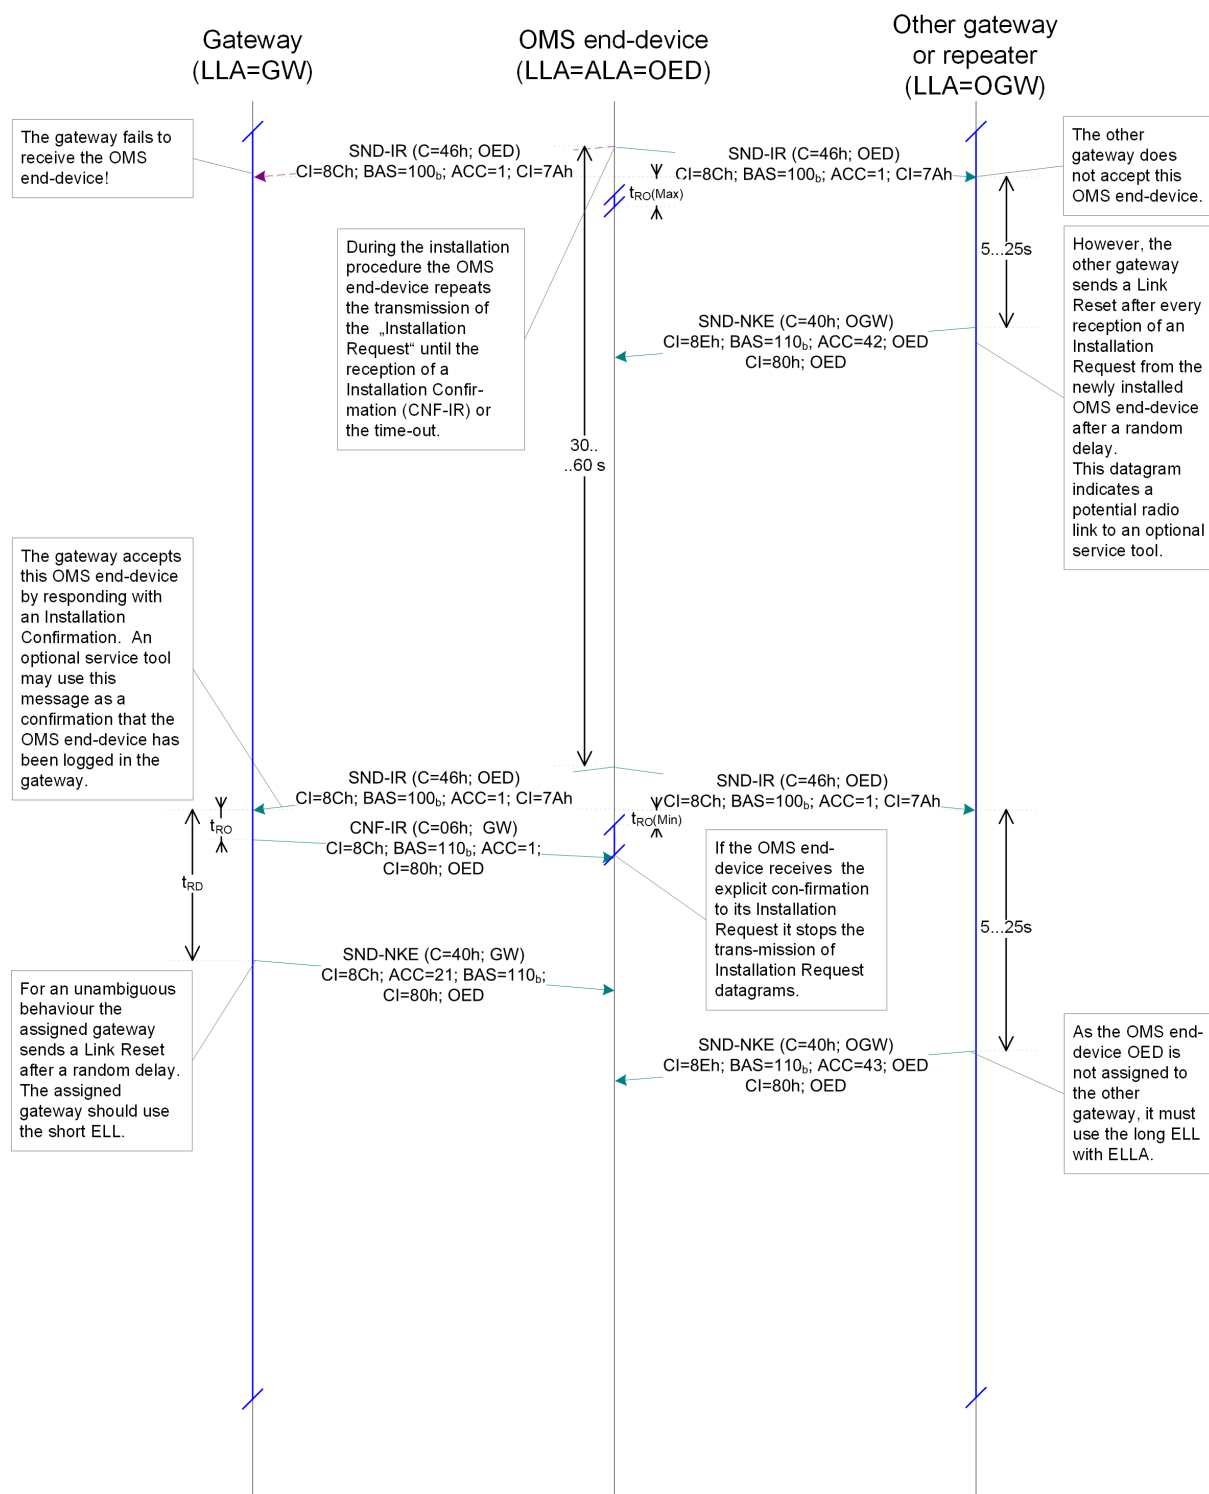 Gateway
(LLA=GW)
OMS end-device
(LLA=ALA=OED)
Other gateway
or repeater
(LLA=OGW)
The gateway fails to
receive the OMS
end-device!
SND-IR (C=46h; OED)
CI=8Ch; BAS=100b; ACC=1; CI=7Ah
SND-IR (C=46h; OED)
CI=8Ch; BAS=100b; ACC=1; CI=7Ah
tRO(Max)
The other
gateway does
not accept this
OMS end-device.
During the installation
procedure the OMS
end-device repeats
the transmission of
the „Installation
Request“ until the
reception of a
Installation Confir-
mation (CNF-IR) or
the time-out.
5...25s
However, the
other gateway
sends a Link
Reset after every
reception of an
Installation
Request from the
newly installed
OMS end-device
after a random
delay.
This datagram
indicates a
potential radio
link to an optional
service tool.
SND-NKE (C=40h; OGW)
CI=8Eh; BAS=110b; ACC=42; OED
CI=80h; OED
30..
..60 s
The gateway accepts
this OMS end-device
by responding with
an Installation
Confirmation.  An
optional service tool
may use this
message as a
confirmation that the
OMS end-device has
been logged in the
gateway.
SND-IR (C=46h; OED)
CI=8Ch; BAS=100b; ACC=1; CI=7Ah
SND-IR (C=46h; OED)
CI=8Ch; BAS=100b; ACC=1; CI=7Ah
tRO
tRO(Min)
CNF-IR (C=06h;  GW)
CI=8Ch; BAS=110b; ACC=1;
CI=80h; OED
tRD
If the OMS end-
device receives  the
explicit con-firmation
to its Installation
Request it stops the
trans-mission of
Installation Request
datagrams.
5...25s
SND-NKE (C=40h; GW)
CI=8Ch; ACC=21; BAS=110b;
CI=80h; OED
For an unambiguous
behaviour the
assigned gateway
sends a Link Reset
after a random delay.
The assigned
gateway should use
the short ELL.
SND-NKE (C=40h; OGW)
CI=8Eh; BAS=110b; ACC=43; OED
CI=80h; OED
As the OMS end-
device OED is
not assigned to
the other
gateway, it must
use the long ELL
with ELLA.